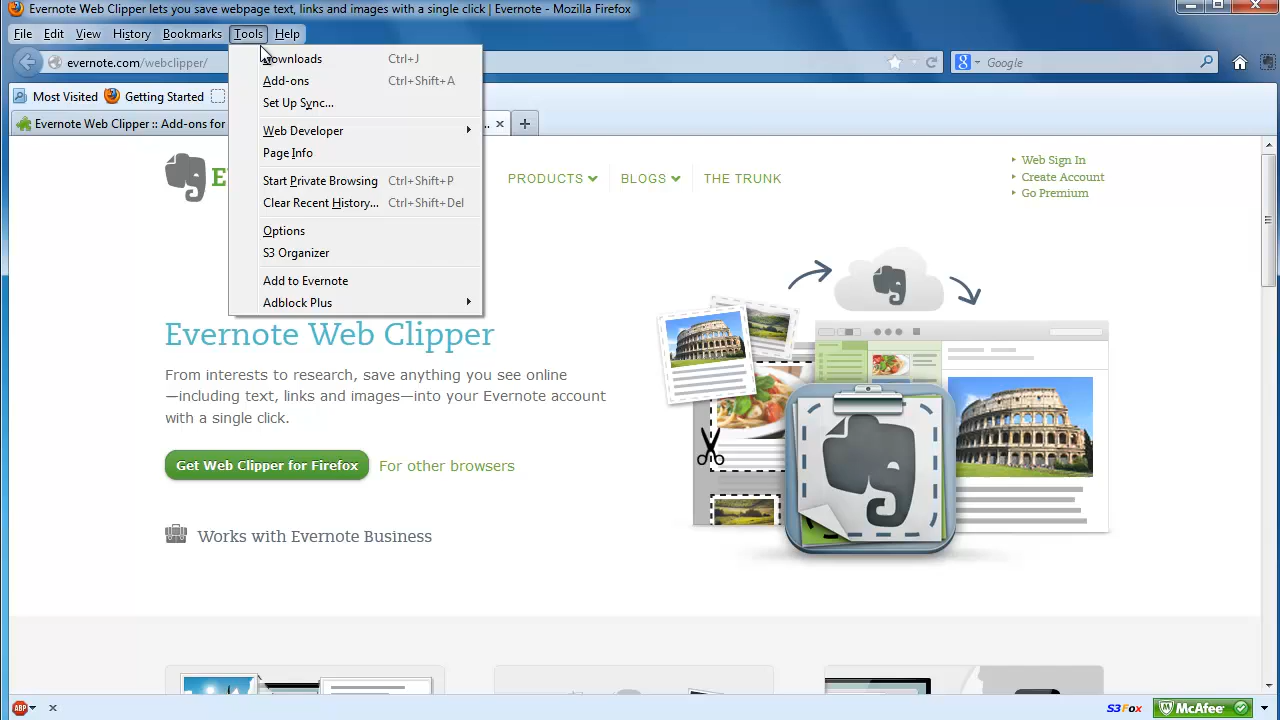 Evernote Web Clipper lets you save webpage text, links and images with a single click | Evernote - Mozilla Firefox
File Edit View History Bookmarks Tools Help
evernote.com/webclipper/
Google
Most Visited Getting Started
Evernote Web Clipper :: Add-ons for
Downloads Ctrl+J
Add-ons Ctrl+Shift+A
Set Up Sync...
Web Developer
Page Info
Start Private Browsing Ctrl+Shift+P
Clear Recent History... Ctrl+Shift+Del
Options
S3 Organizer
Add to Evernote
Adblock Plus
PRODUCTS BLOGS THE TRUNK
Web Sign In
Create Account
Go Premium
Evernote Web Clipper
From interests to research, save anything you see online
—including text, links and images—into your Evernote account
with a single click.
Get Web Clipper for Firefox For other browsers
Works with Evernote Business
ABP
S3Fox
McAfee